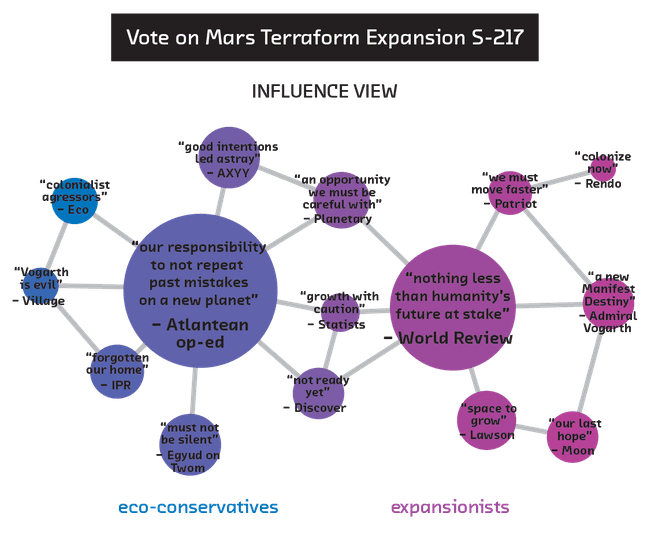 Vote on Mars Terraform Expansion S-217
INFLUENCE VIEW
“good intentions
led astray”
– AXYY
“colonize
now”
– Rendo
“an opportunity
we must be
careful with”
– Planetary
“we must
move faster”
– Patriot
“colonialist
agressors”
– Eco
“our responsibility
to not repeat
past mistakes
on a new planet”
– Atlantean
op-ed
“Vogarth
is evil”
– Village
“growth with
caution”
– Statists
“nothing less
than humanity’s
future at stake”
– World Review
“a new
Manifest
Destiny”
– Admiral
Vogarth
“forgotten
our home”
– IPR
“not ready
yet”
– Discover
“must not
be silent”
– Egyud on
Twom
“space to
grow”
– Lawson
“our last
hope”
– Moon
eco-conservatives
expansionists